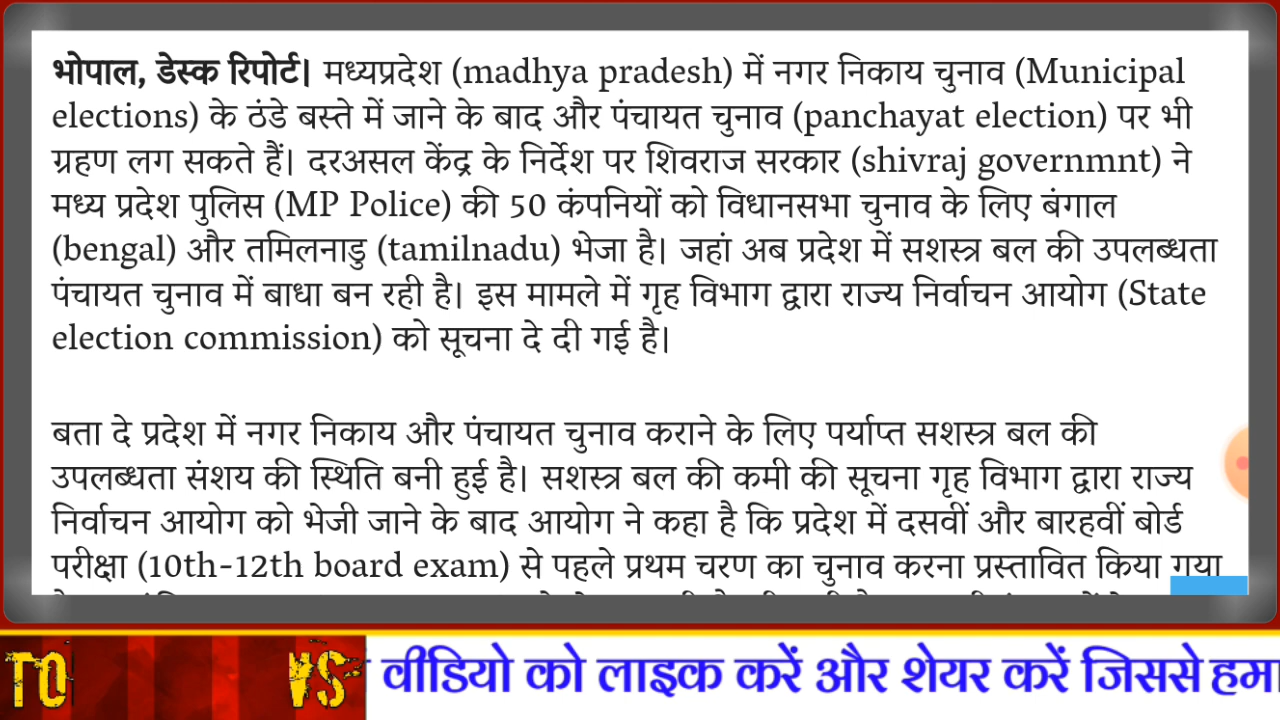 भोपाल, डेस्क रिपोर्ट। मध्यप्रदेश (madhya pradesh) में नगर निकाय चुनाव (Municipal
elections) के ठंडे बस्ते में जाने के बाद और पंचायत चुनाव (panchayat election) पर भी
ग्रहण लग सकते हैं। दरअसल केंद्र के निर्देश पर शिवराज सरकार (shivraj governmnt) ने
मध्य प्रदेश पुलिस (MP Police) की 50 कंपनियों को विधानसभा चुनाव के लिए बंगाल
(bengal) और तमिलनाडु (tamilnadu) भेजा है। जहां अब प्रदेश में सशस्त्र बल की उपलब्धता
पंचायत चुनाव में बाधा बन रही है। इस मामले में गृह विभाग द्वारा राज्य निर्वाचन आयोग (State
election commission) को सूचना दे दी गई है।
बता दे प्रदेश में नगर निकाय और पंचायत चुनाव कराने के लिए पर्याप्त सशस्त्र बल की
उपलब्धता संशय की स्थिति बनी हुई है। सशस्त्र बल की कमी की सूचना गृह विभाग द्वारा राज्य
निर्वाचन आयोग को भेजी जाने के बाद आयोग ने कहा है कि प्रदेश में दसवीं और बारहवीं बोर्ड
परीक्षा (10th-12th board exam) से पहले प्रथम चरण का चुनाव करना प्रस्तावित किया गया
TO VS वीडियो को लाइक करें और शेयर करें जिससे हमा